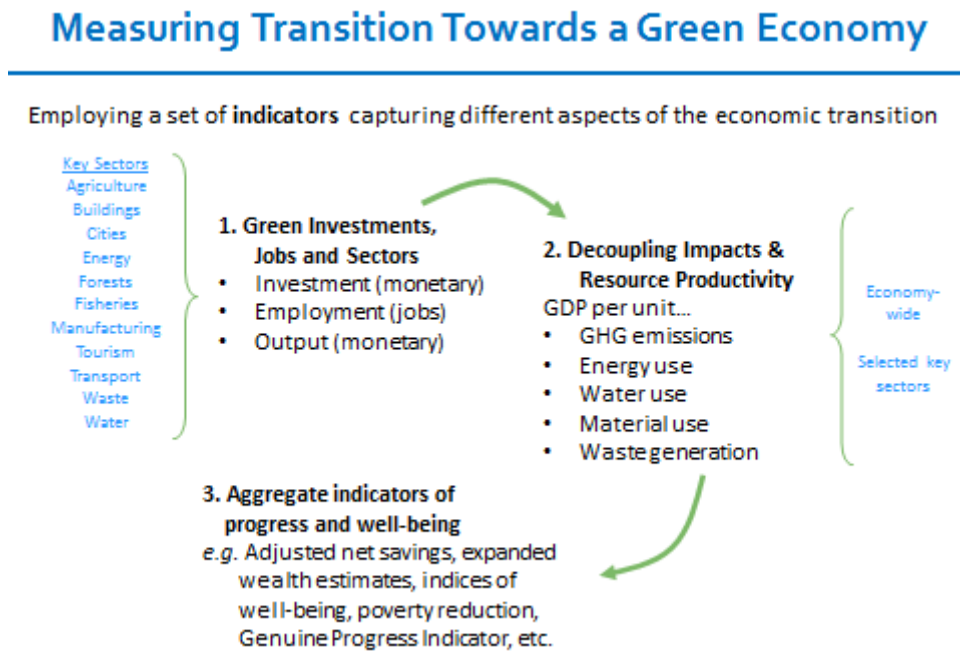 Measuring Transition Towards a Green Economy
Employing a set of indicators capturing different aspects of the economic transition
Key Sectors
Agriculture
Buildings
Cities
Energy
Forests
Fisheries
Manufacturing
Tourism
Transport
Waste
Water
1. Green Investments,
Jobs and Sectors
• Investment (monetary)
• Employment (jobs)
• Output (monetary)
2. Decoupling Impacts &
Resource Productivity
GDP per unit...
• GHG emissions
• Energy use
• Water use
• Material use
• Waste generation
Economy-
wide
Selected key
sectors
3. Aggregate indicators of
progress and well-being
e.g. Adjusted net savings, expanded
wealth estimates, indices of
well-being, poverty reduction,
Genuine Progress Indicator, etc.